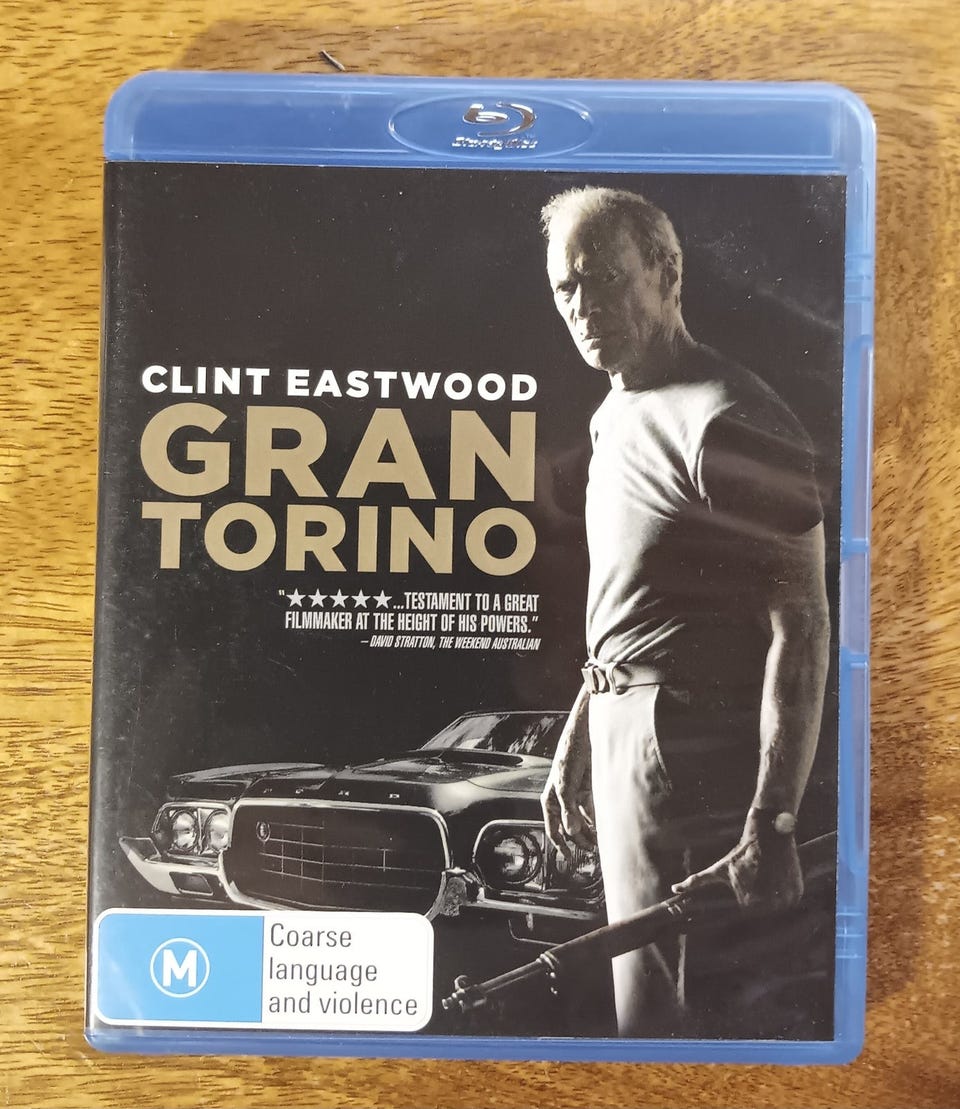 Blu-ray Disc
CLINT EASTWOOD
GRAN
TORINO
"★★★★★...TESTAMENT TO A GREAT
FILMMAKER AT THE HEIGHT OF HIS POWERS."
– DAVID STRATTON, THE WEEKEND AUSTRALIAN
FORD
M
Coarse
language
and violence